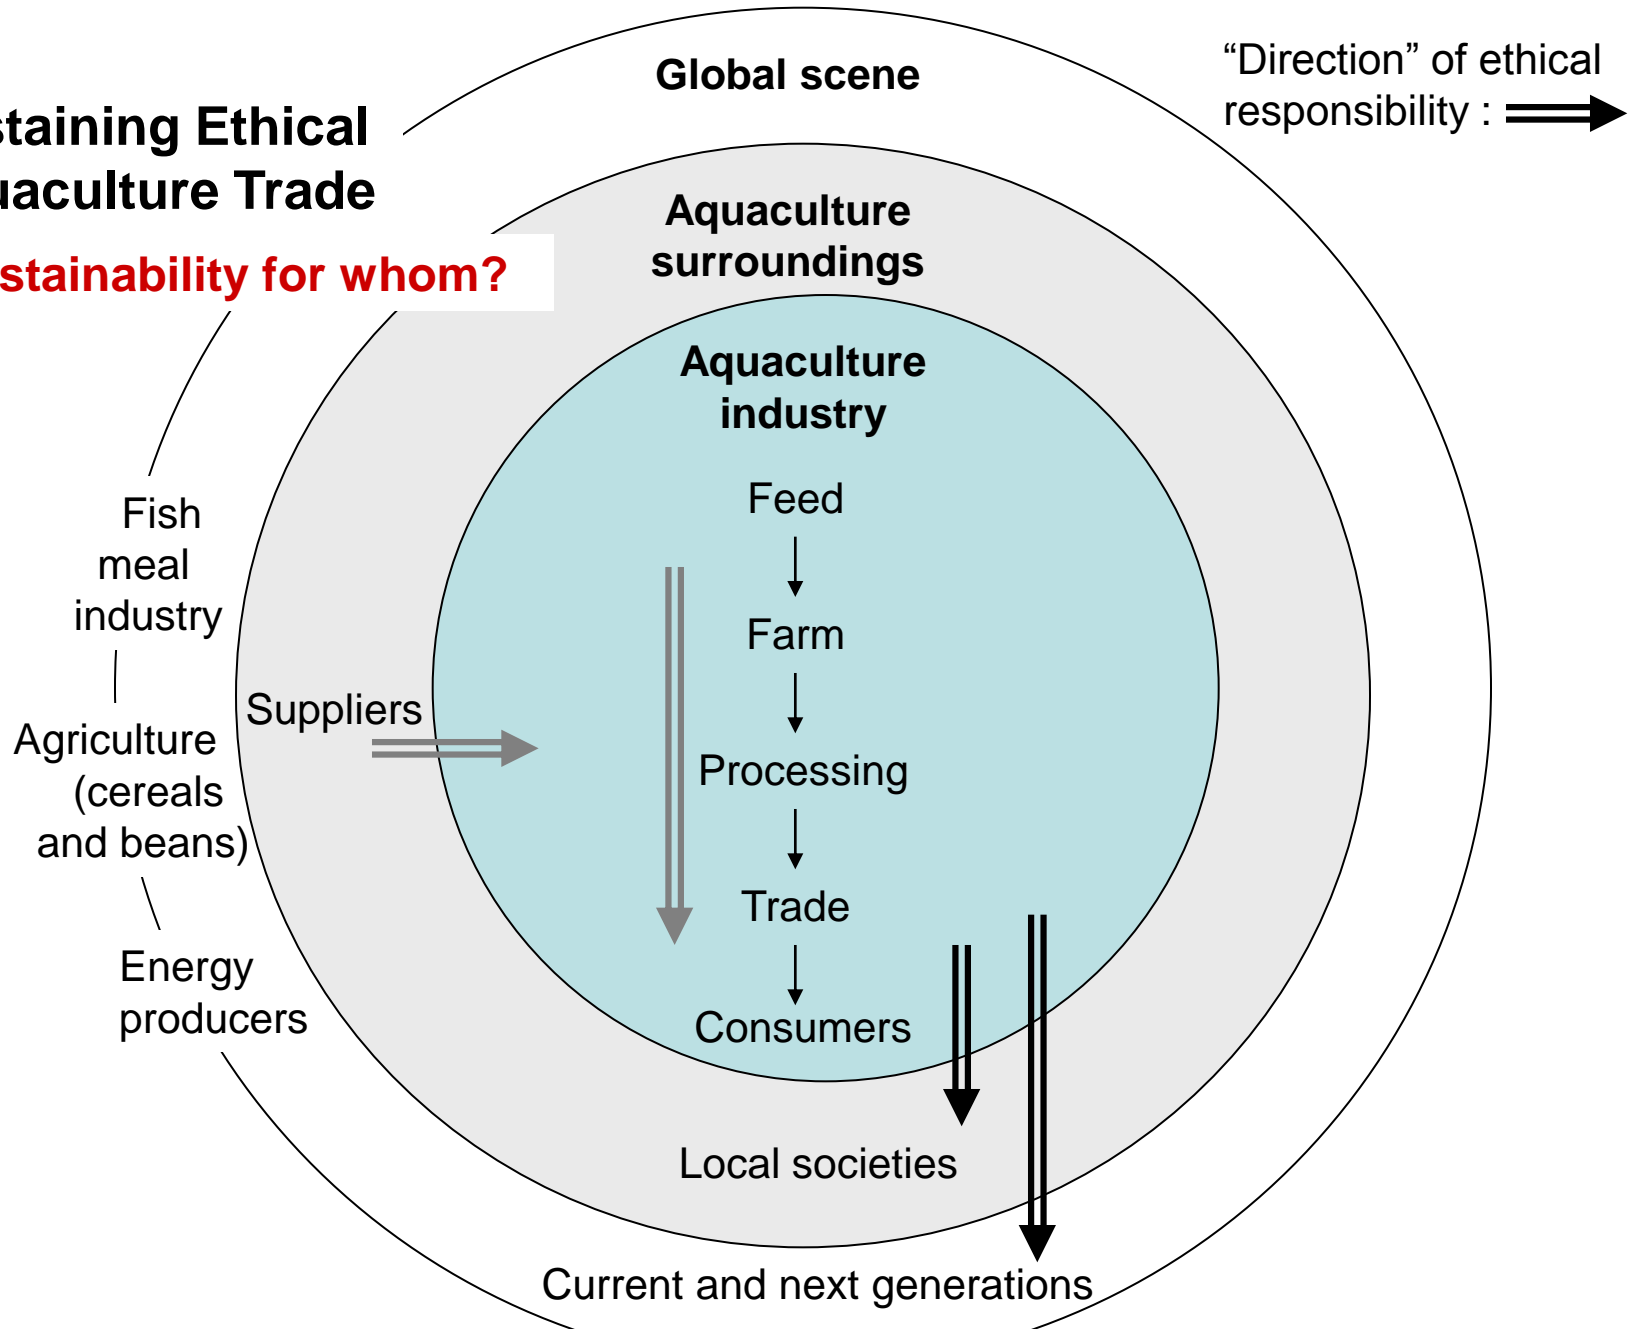 Global scene
“Direction” of ethical
responsibility :
staining Ethical
uaculture Trade
stainability for whom?
Aquaculture
surroundings
Aquaculture
industry
Feed
Fish
meal
industry
Farm
Suppliers
Agriculture
(cereals
and beans)
Processing
Trade
Energy
producers
Consumers
Local societies
Current and next generations